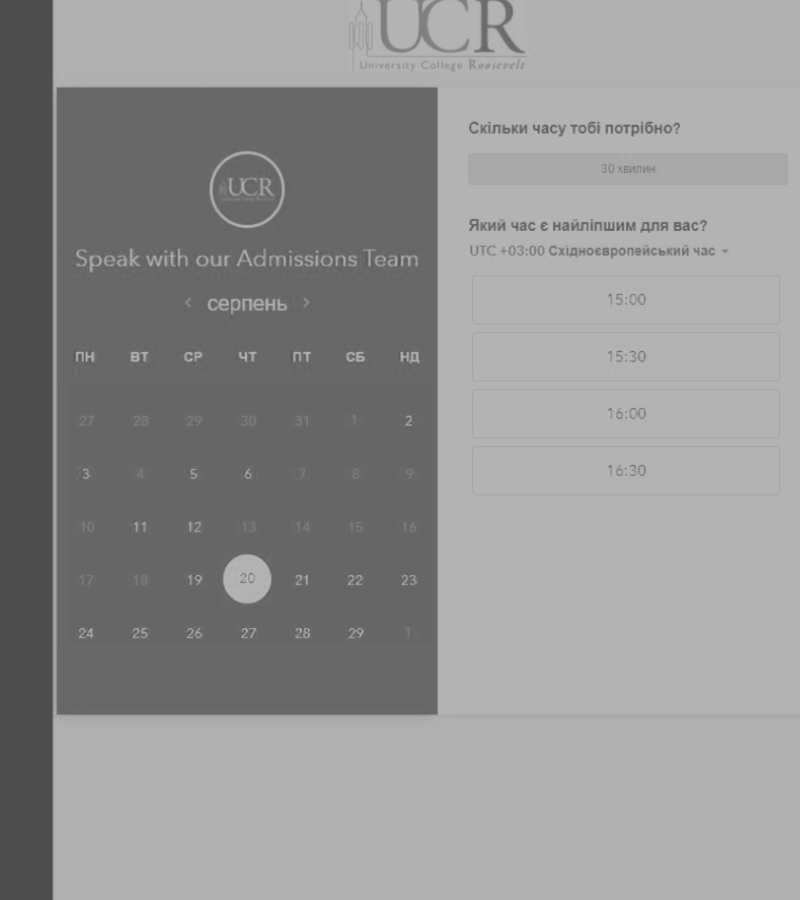 UCR
University College Roosevelt
UCR
Speak with our Admissions Team
‹ серпень ›
ПН ВТ СР ЧТ ПТ СБ НД
27 28 29 30 31 1 2
3 4 5 6 7 8 9
10 11 12 13 14 15 16
17 18 19 20 21 22 23
24 25 26 27 28 29 1
Скільки часу тобі потрібно?
30 хвилин
Який час є найліпшим для вас?
UTC +03:00 Східноєвропейський час
15:00
15:30
16:00
16:30